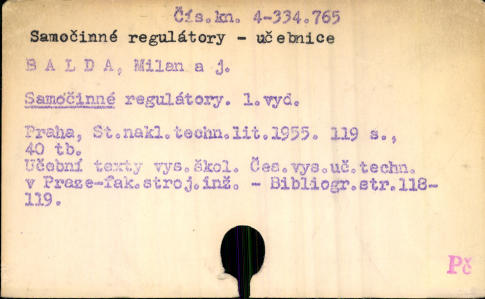 Čís.kn. 4-334.765
Samočinné regulátory - učebnice
BALDA, Milan a j.
Samočinné regulátory. 1.vyd.
Praha, St.nakl.techn.lit.1955. 119 s.,
40 tb.
Učební texty vys.škol. Čes.vys.uč.techn.
v Praze-fak.stroj.inž. - Bibliogr.str.118-
119.
Pč